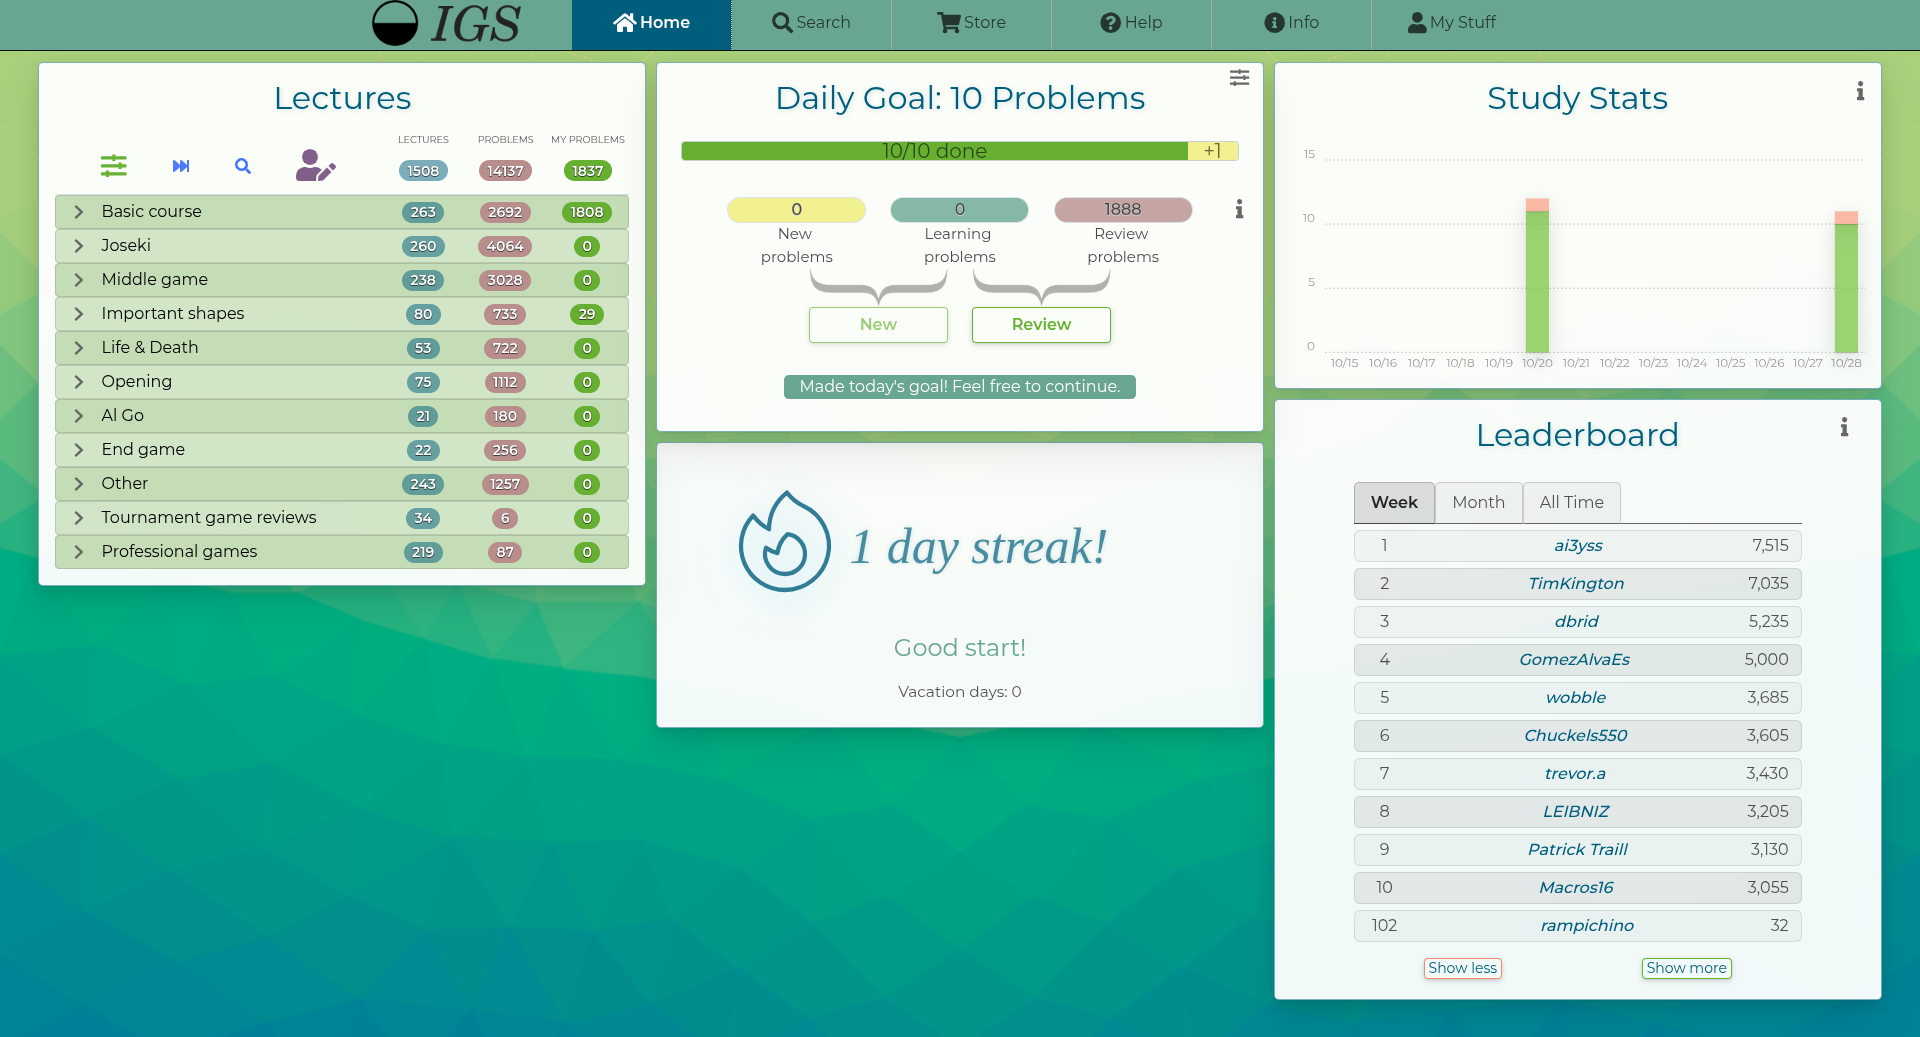 IGS
Home
Search
Store
Help
Info
My Stuff
Lectures
LECTURES PROBLEMS MY PROBLEMS
1508 14137 1837
Basic course 263 2692 1808
Joseki 260 4064 0
Middle game 238 3028 0
Important shapes 80 733 29
Life & Death 53 722 0
Opening 75 1112 0
AI Go 21 180 0
End game 22 256 0
Other 243 1257 0
Tournament game reviews 34 6 0
Professional games 219 87 0
Daily Goal: 10 Problems
10/10 done +1
0 0 1888
New Learning Review
problems problems problems
New Review
Made today's goal! Feel free to continue.
1 day streak!
Good start!
Vacation days: 0
Study Stats
15
10
5
0
10/15 10/16 10/17 10/18 10/19 10/20 10/21 10/22 10/23 10/24 10/25 10/26 10/27 10/28
Leaderboard
Week Month All Time
1 ai3yss 7,515
2 TimKington 7,035
3 dbrid 5,235
4 GomezAlvaEs 5,000
5 wobble 3,685
6 Chuckels550 3,605
7 trevor.a 3,430
8 LEIBNIZ 3,205
9 Patrick Traill 3,130
10 Macros16 3,055
102 rampichino 32
Show less Show more